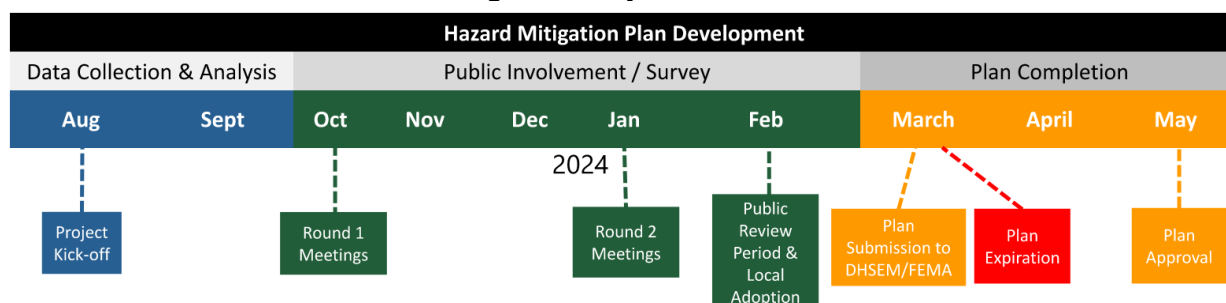 Hazard Mitigation Plan Development
Data Collection & Analysis
Public Involvement / Survey
Plan Completion
Aug
Sept
Oct
Nov
Dec
Jan
Feb
March
April
May
2024
Project
Kick-off
Round 1
Meetings
Round 2
Meetings
Public
Review
Period &
Local
Adoption
Plan
Submission to
DHSEM/FEMA
Plan
Expiration
Plan
Approval